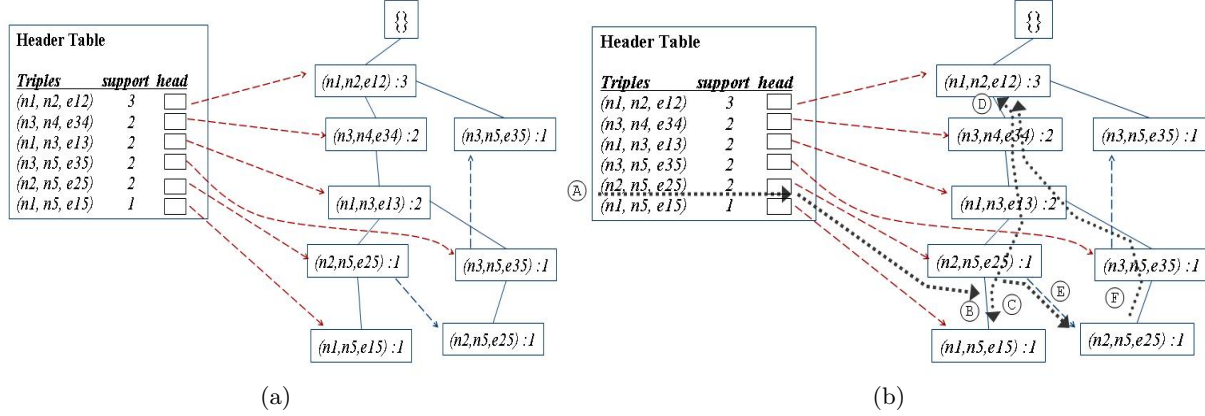 {}
Header Table
Triples support head
(n1, n2, e12) 3
(n3, n4, e34) 2
(n1, n3, e13) 2
(n3, n5, e35) 2
(n2, n5, e25) 2
(n1, n5, e15) 1
(n1,n2,e12) :3
(n3,n4,e34) :2
(n3,n5,e35) :1
(n1,n3,e13) :2
(n2,n5,e25) :1
(n3,n5,e35) :1
(n1,n5,e15) :1
(n2,n5,e25) :1
(a)
{}
Header Table
Triples support head
(n1, n2, e12) 3
(n3, n4, e34) 2
(n1, n3, e13) 2
(n3, n5, e35) 2
(n2, n5, e25) 2
(n1, n5, e15) 1
A
(n1,n2,e12) :3
D
(n3,n4,e34) :2
(n3,n5,e35) :1
(n1,n3,e13) :2
(n2,n5,e25) :1
(n3,n5,e35) :1
B
C
E
F
(n1,n5,e15) :1
(n2,n5,e25) :1
(b)